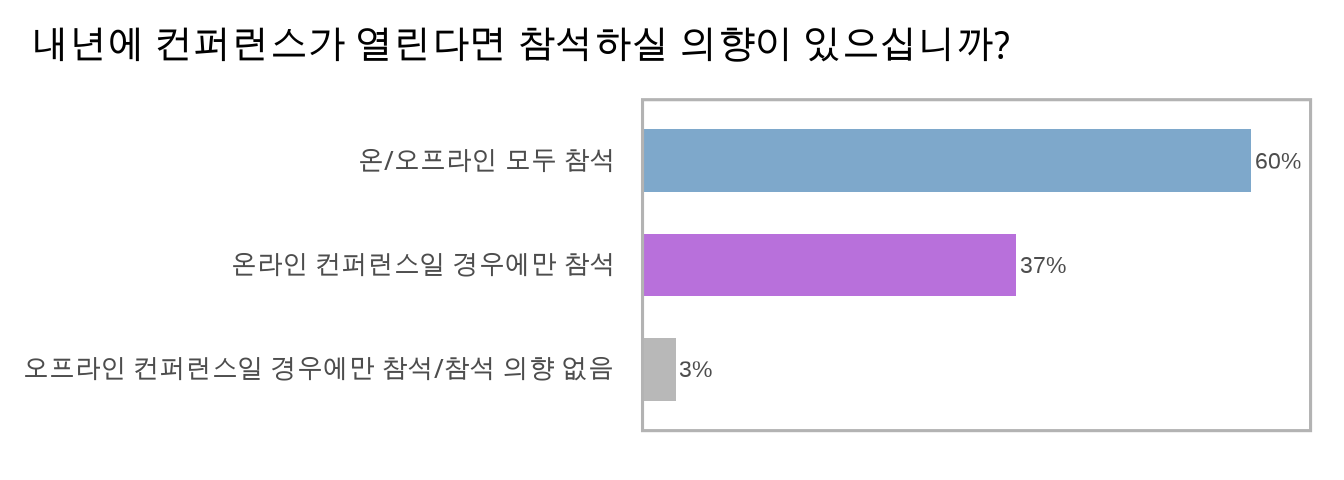 내년에 컨퍼런스가 열린다면 참석하실 의향이 있으십니까?
온/오프라인 모두 참석
60%
온라인 컨퍼런스일 경우에만 참석
37%
오프라인 컨퍼런스일 경우에만 참석/참석 의향 없음
3%